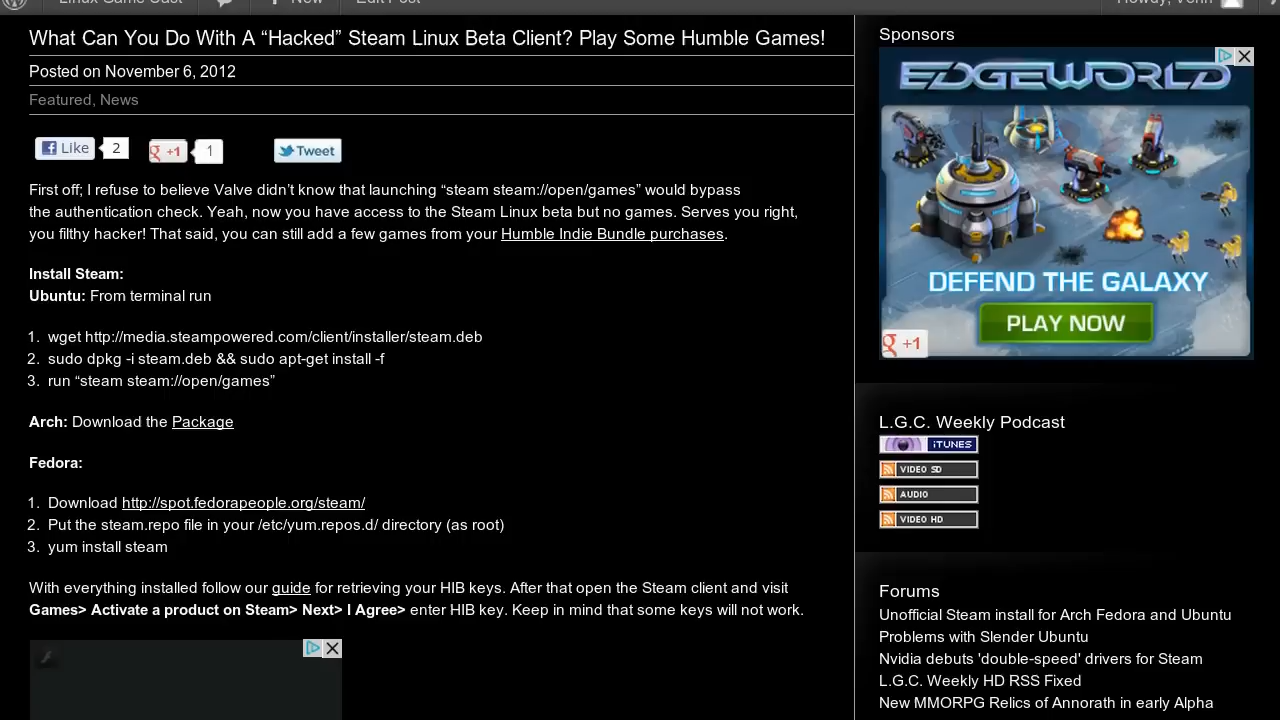 Linux Game Cast
New
Edit Post
Howdy, Venn
What Can You Do With A “Hacked” Steam Linux Beta Client? Play Some Humble Games!
Posted on November 6, 2012
Featured, News
Like 2
g +1 1
Tweet
First off; I refuse to believe Valve didn’t know that launching “steam steam://open/games” would bypass
the authentication check. Yeah, now you have access to the Steam Linux beta but no games. Serves you right,
you filthy hacker! That said, you can still add a few games from your Humble Indie Bundle purchases.
Install Steam:
Ubuntu: From terminal run
1. wget http://media.steampowered.com/client/installer/steam.deb
2. sudo dpkg -i steam.deb && sudo apt-get install -f
3. run “steam steam://open/games”
Arch: Download the Package
Fedora:
1. Download http://spot.fedorapeople.org/steam/
2. Put the steam.repo file in your /etc/yum.repos.d/ directory (as root)
3. yum install steam
With everything installed follow our guide for retrieving your HIB keys. After that open the Steam client and visit
Games> Activate a product on Steam> Next> I Agree> enter HIB key. Keep in mind that some keys will not work.
Sponsors
EDGEWORLD
DEFEND THE GALAXY
PLAY NOW
g +1
L.G.C. Weekly Podcast
iTUNES
VIDEO SD
AUDIO
VIDEO HD
Forums
Unofficial Steam install for Arch Fedora and Ubuntu
Problems with Slender Ubuntu
Nvidia debuts 'double-speed' drivers for Steam
L.G.C. Weekly HD RSS Fixed
New MMORPG Relics of Annorath in early Alpha